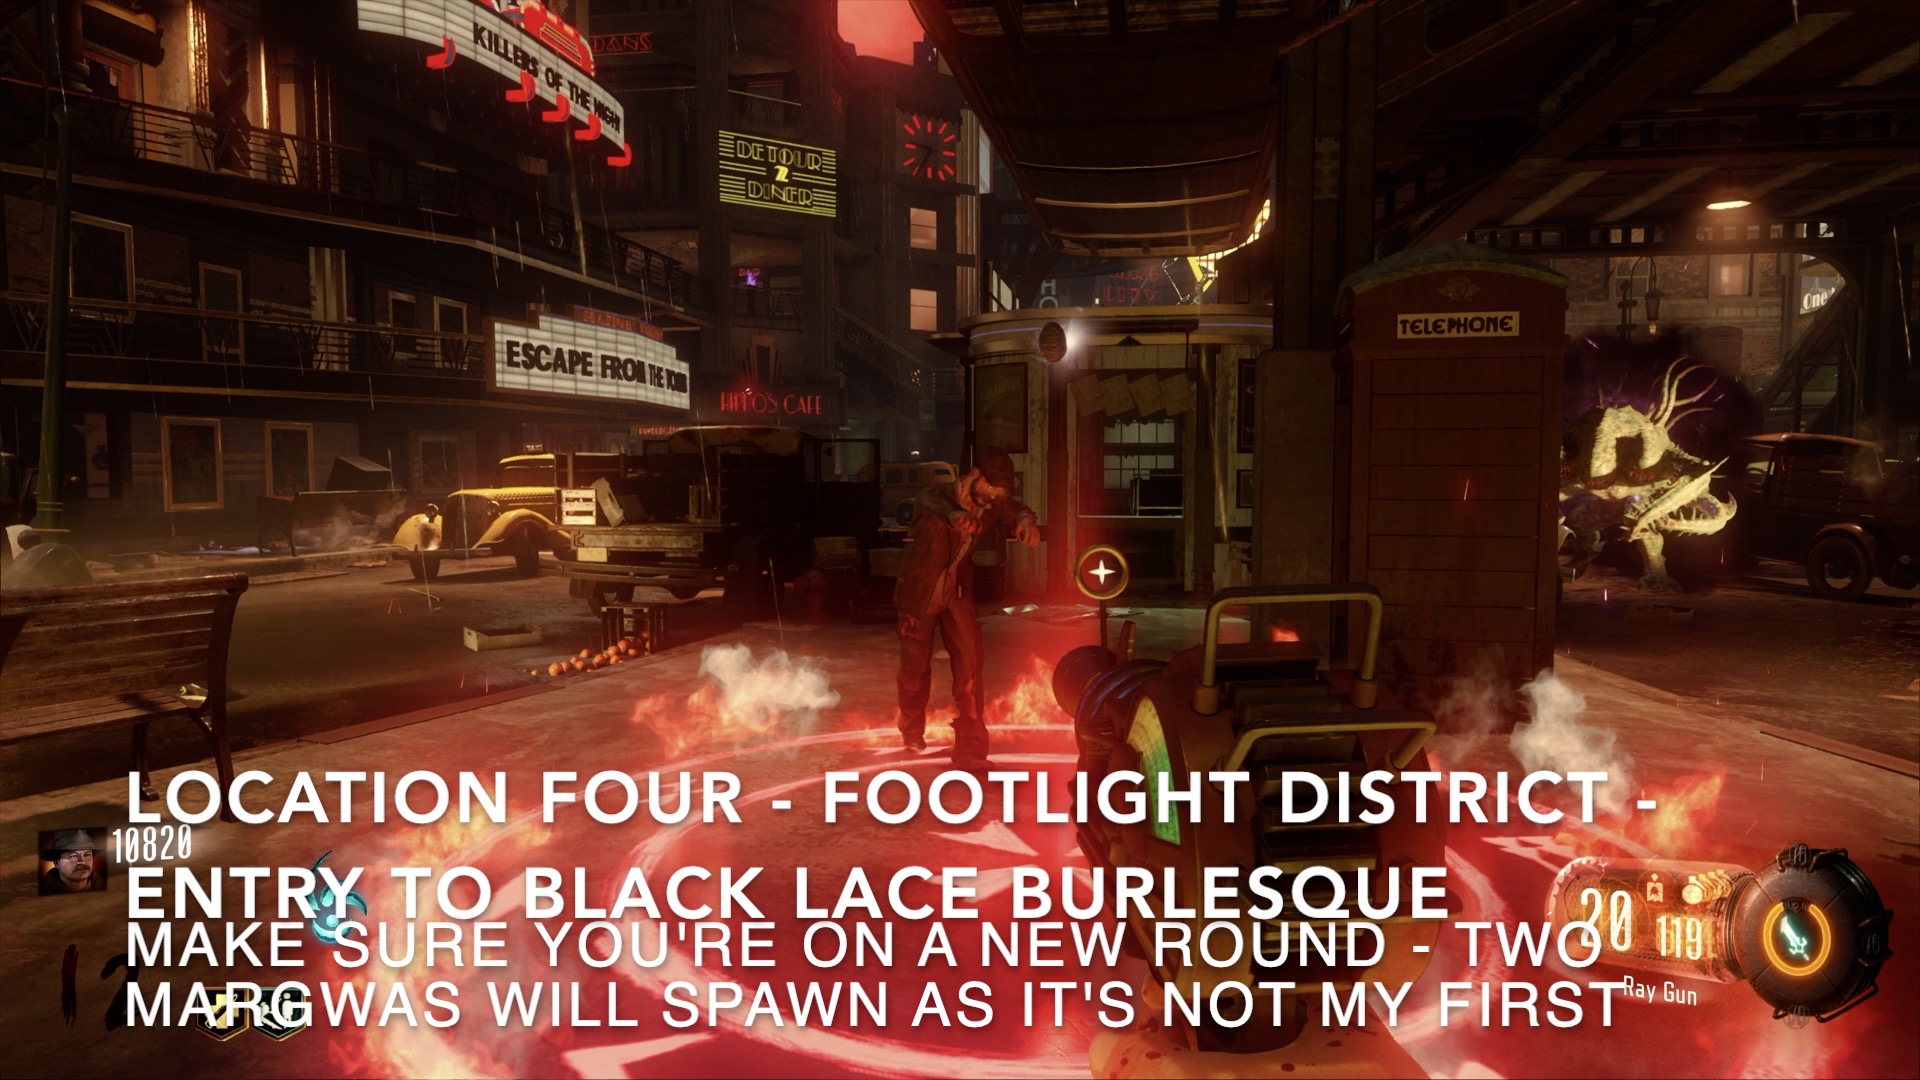 KILLERS OF THE NIGHT
DETOUR
Z
DINER
ESCAPE FROM THE TOMB
HIPPO'S CAFE
TAXI
TELEPHONE
One
LOCATION FOUR - FOOTLIGHT DISTRICT -
ENTRY TO BLACK LACE BURLESQUE
MAKE SURE YOU'RE ON A NEW ROUND - TWO
MARGWAS WILL SPAWN AS IT'S NOT MY FIRST
10820
20
119
Ray Gun